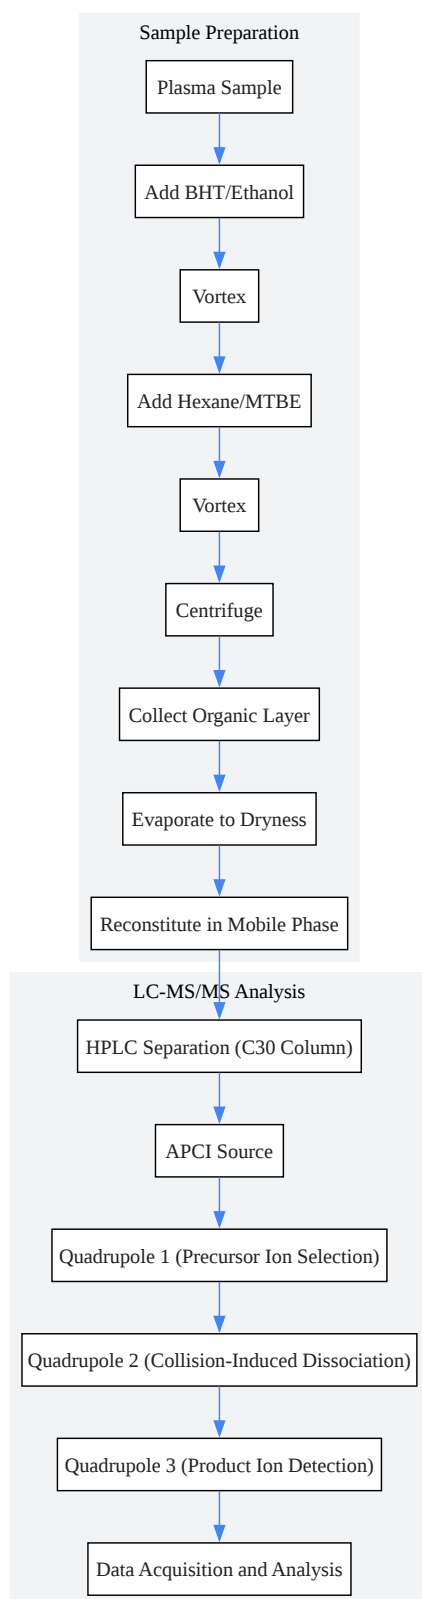 Sample Preparation
Plasma Sample
Add BHT/Ethanol
Vortex
Add Hexane/MTBE
Vortex
Centrifuge
Collect Organic Layer
Evaporate to Dryness
Reconstitute in Mobile Phase
LC-MS/MS Analysis
HPLC Separation (C30 Column)
APCI Source
Quadrupole 1 (Precursor Ion Selection)
Quadrupole 2 (Collision-Induced Dissociation)
Quadrupole 3 (Product Ion Detection)
Data Acquisition and Analysis